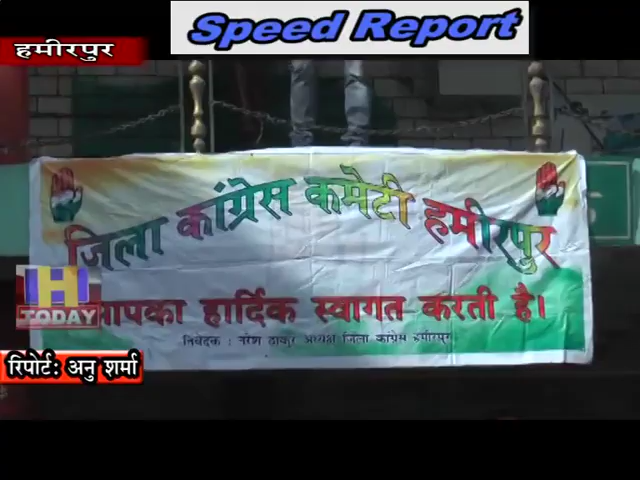 Speed Report
हमीरपुर
जिला कांग्रेस कमेटी हमीरपुर
आपका हार्दिक स्वागत करती है।
निवेदक : नरेश ठाकुर अध्यक्ष जिला कांग्रेस हमीरपुर
H
TODAY
रिपोर्ट: अनु शर्मा